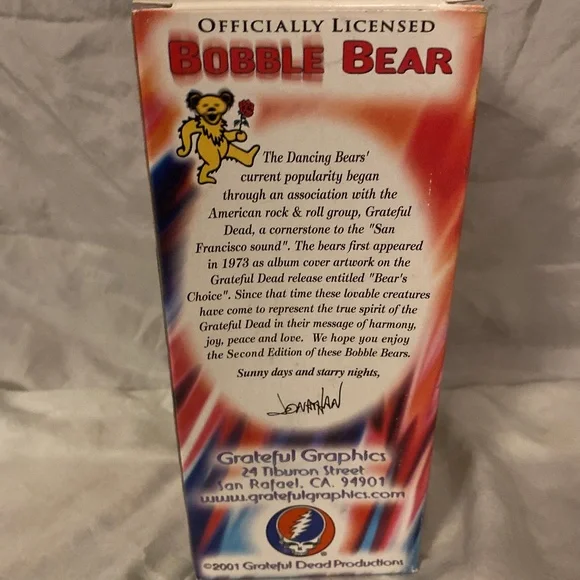 OFFICIALLY LICENSED
BOBBLE BEAR
The Dancing Bears'
current popularity began
through an association with the
American rock & roll group, Grateful
Dead, a cornerstone to the "San
Francisco sound". The bears first appeared
in 1973 as album cover artwork on the
Grateful Dead release entitled "Bear's
Choice". Since that time these lovable creatures
have come to represent the true spirit of the
Grateful Dead in their message of harmony,
joy, peace and love. We hope you enjoy
the Second Edition of these Bobble Bears.
Sunny days and starry nights,
JONATHAN
Grateful Graphics
24 Tiburon Street
San Rafael, CA. 94901
www.gratefulgraphics.com
®
©2001 Grateful Dead Productions